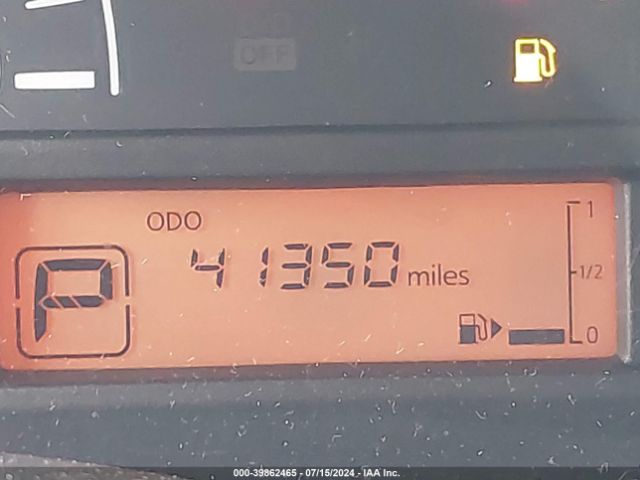 OFF
ODO
P
41350 miles
1
1/2
0
000-39862465 - 07/15/2024 - IAA Inc.